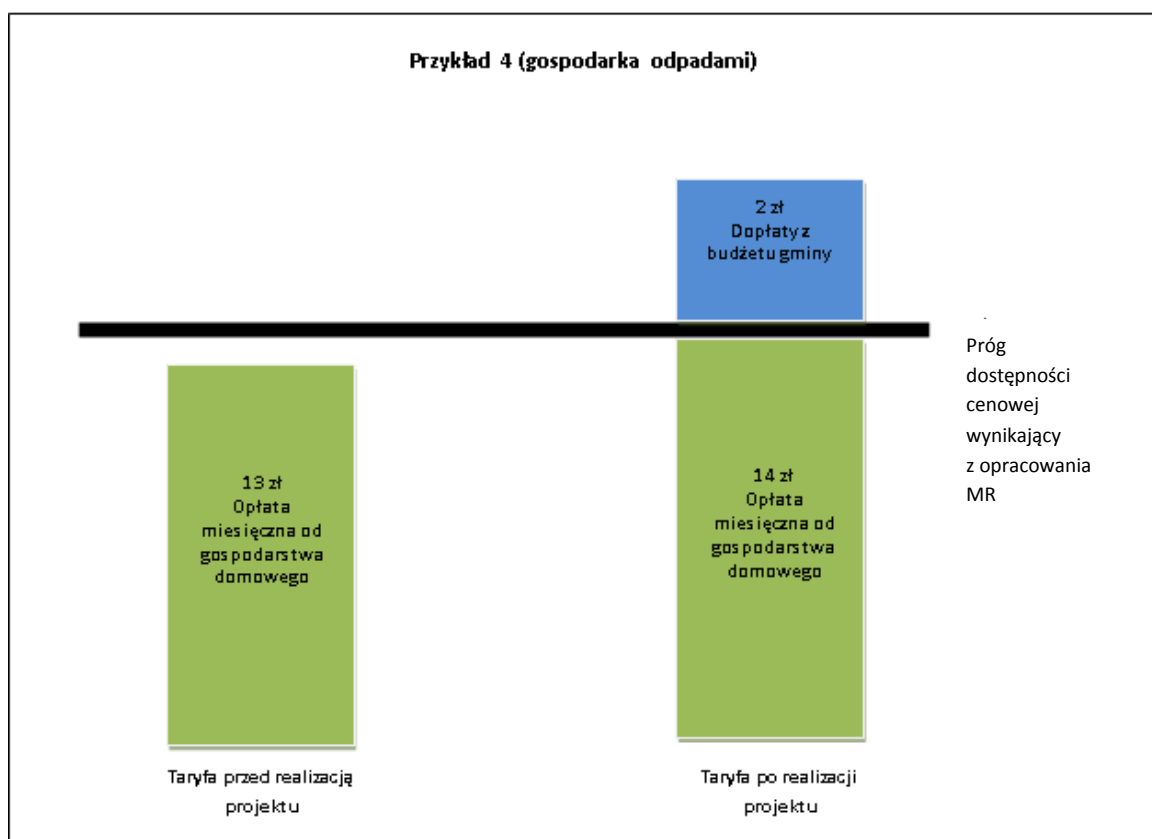 Przykład 4 (gospodarka odpadami)
2 zł
Dopłaty z
budżetu gminy
Próg
dostępności
cenowej
wynikający
z opracowania
MR
13 zł
Opłata
miesięczna od
gospodarstwa
domowego
14 zł
Opłata
miesięczna od
gospodarstwa
domowego
Taryfa przed realizacją
projektu
Taryfa po realizacji
projektu